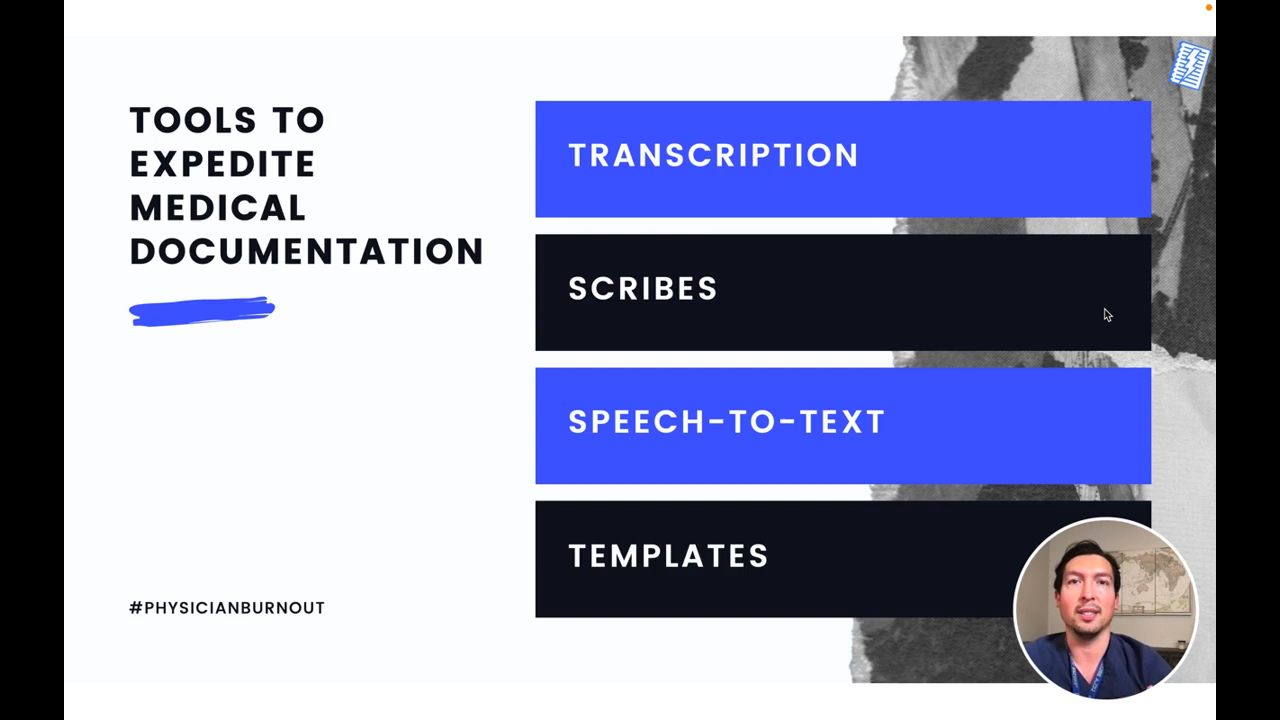 TOOLS TO
EXPEDITE
MEDICAL
DOCUMENTATION
#PHYSICIANBURNOUT
TRANSCRIPTION
SCRIBES
SPEECH-TO-TEXT
TEMPLATES